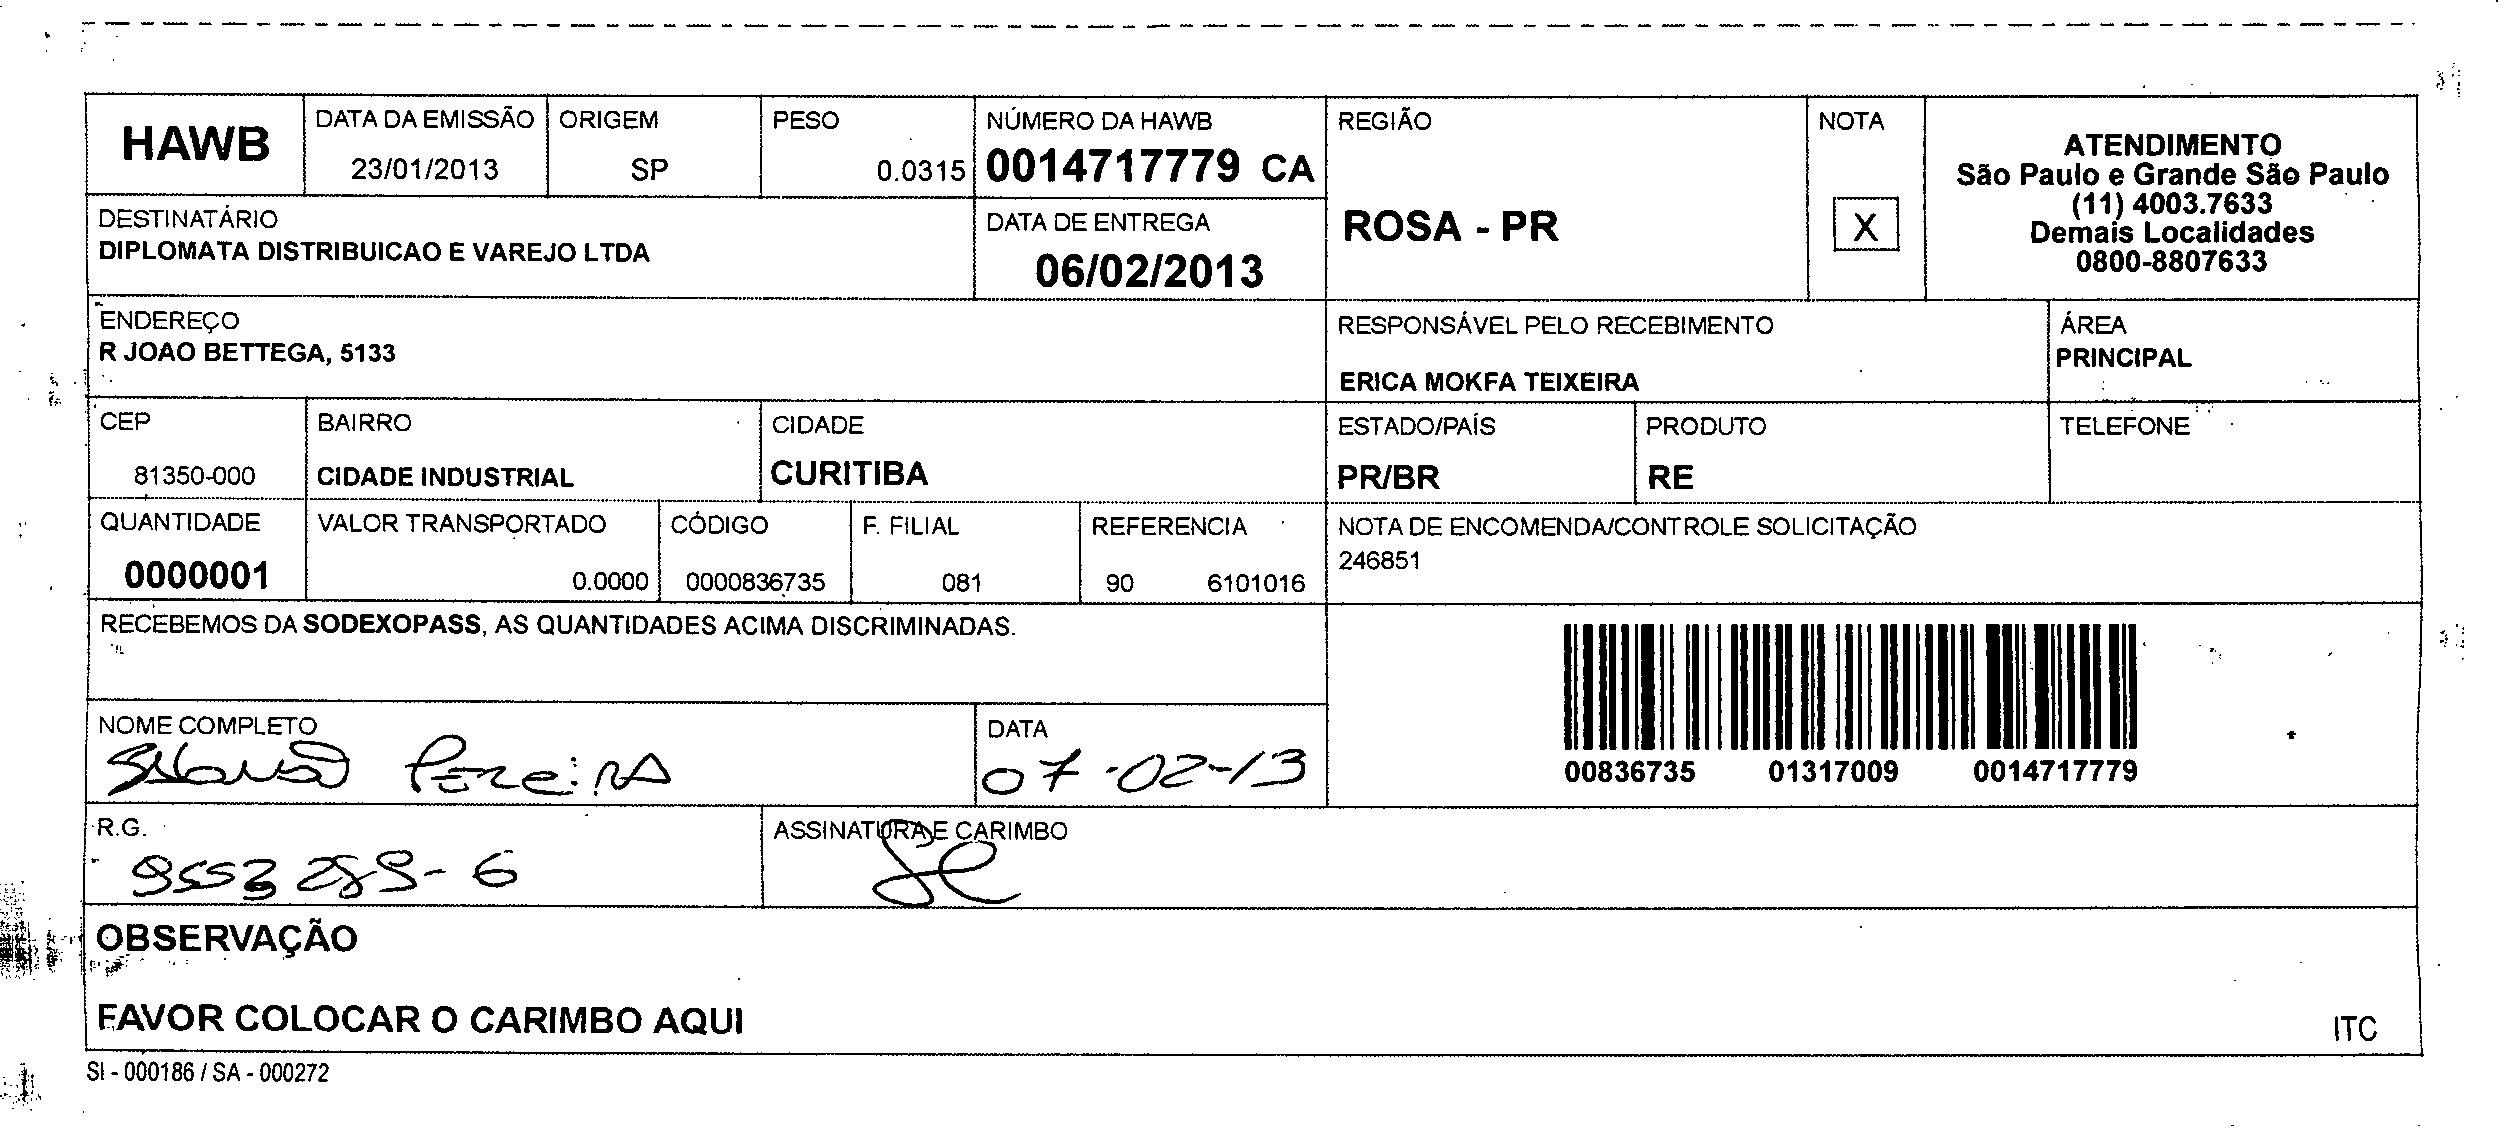 HAWB
DATA DA EMISSÃO
23/01/2013
ORIGEM
SP
PESO
0.0315
NÚMERO DA HAWB
0014717779 CA
REGIÃO
ROSA - PR
NOTA
X
ATENDIMENTO
São Paulo e Grande São Paulo
(11) 4003.7633
Demais Localidades
0800-8807633
DESTINATÁRIO
DIPLOMATA DISTRIBUICAO E VAREJO LTDA
DATA DE ENTREGA
06/02/2013
ENDEREÇO
R JOAO BETTEGA, 5133
RESPONSÁVEL PELO RECEBIMENTO
ERICA MOKFA TEIXEIRA
ÁREA
PRINCIPAL
CEP
81350-000
BAIRRO
CIDADE INDUSTRIAL
CIDADE
CURITIBA
ESTADO/PAÍS
PR/BR
PRODUTO
RE
TELEFONE
QUANTIDADE
0000001
VALOR TRANSPORTADO
0.0000
CÓDIGO
0000836735
F. FILIAL
081
REFERENCIA
90 6101016
NOTA DE ENCOMENDA/CONTROLE SOLICITAÇÃO
246851
RECEBEMOS DA SODEXOPASS, AS QUANTIDADES ACIMA DISCRIMINADAS.
00836735 01317009 0014717779
NOME COMPLETO
PEREIRA
DATA
07-02-13
R.G.
9553289-6
ASSINATURA E CARIMBO
OBSERVAÇÃO
FAVOR COLOCAR O CARIMBO AQUI
ITC
SI - 000186 / SA - 000272